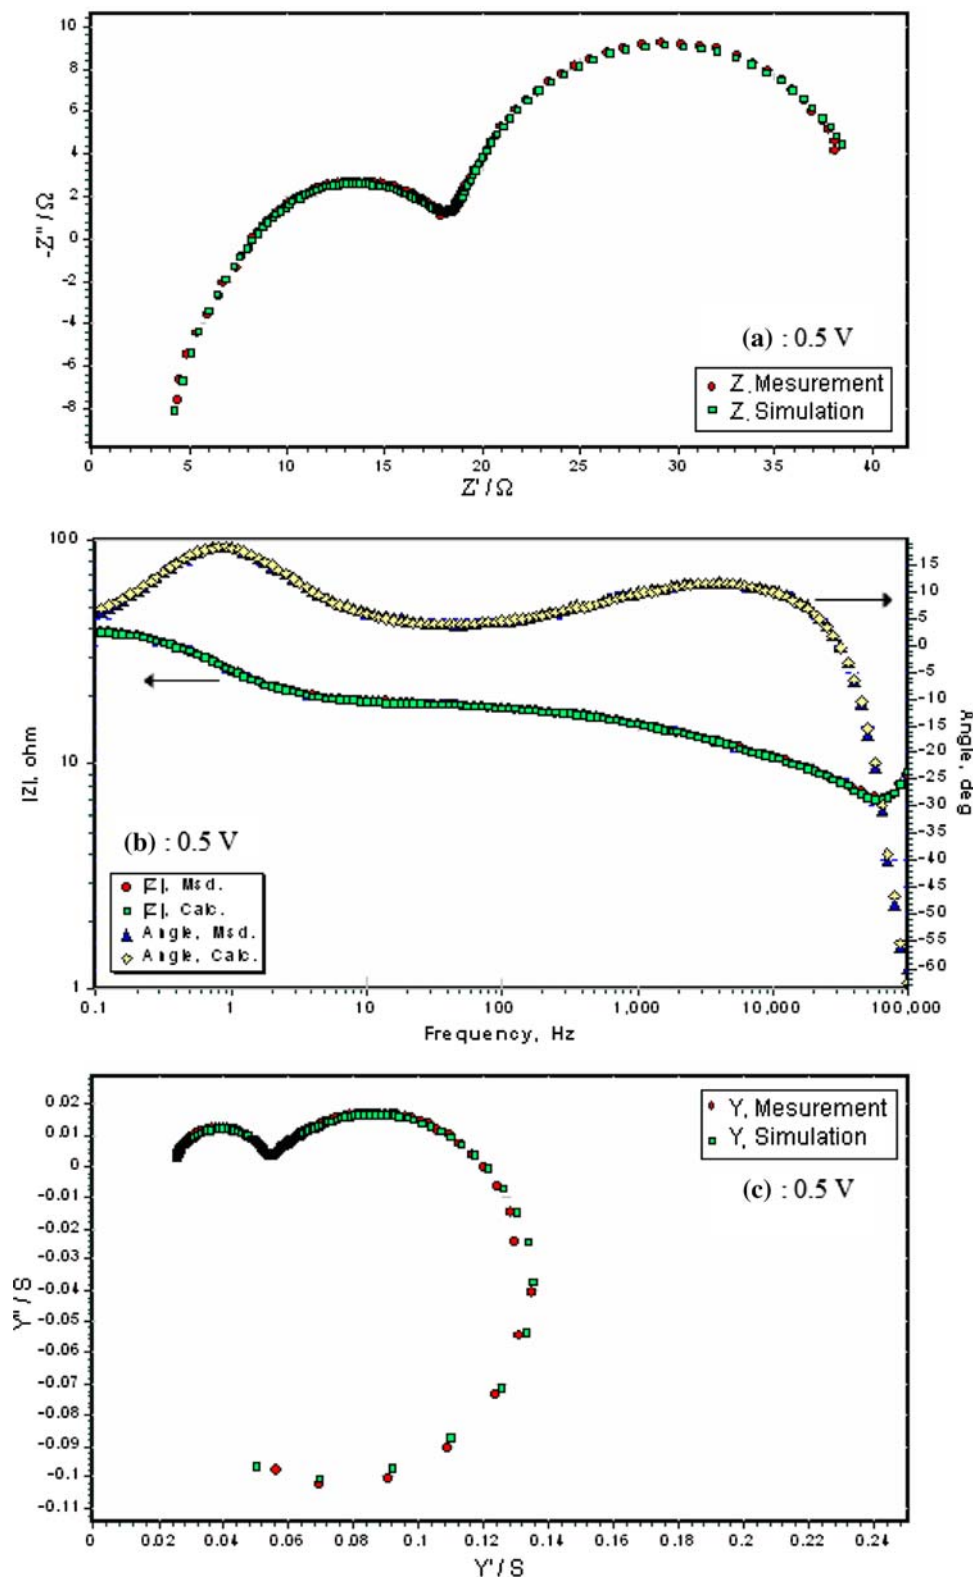 10
8
6
4
2
0
-2
-4
-6
-8
-Z''/Ω
(a) : 0.5 V
Z, Mesurement
Z, Simulation
0 5 10 15 20 25 30 35 40
Z'/Ω
100
10
1
|Z|, ohm
15
10
5
0
-5
-10
-15
-20
-25
-30
-35
-40
-45
-50
-55
-60
Angle, deg
(b) : 0.5 V
|Z|, Msd.
|Z|, Calc.
Angle, Msd.
Angle, Calc.
0.1 1 10 100 1,000 10,000 100,000
Frequency, Hz
0.02
0.01
0
-0.01
-0.02
-0.03
-0.04
-0.05
-0.06
-0.07
-0.08
-0.09
-0.1
-0.11
Y''/S
Y, Mesurement
Y, Simulation
(c) : 0.5 V
0 0.02 0.04 0.06 0.08 0.1 0.12 0.14 0.16 0.18 0.2 0.22 0.24
Y'/S